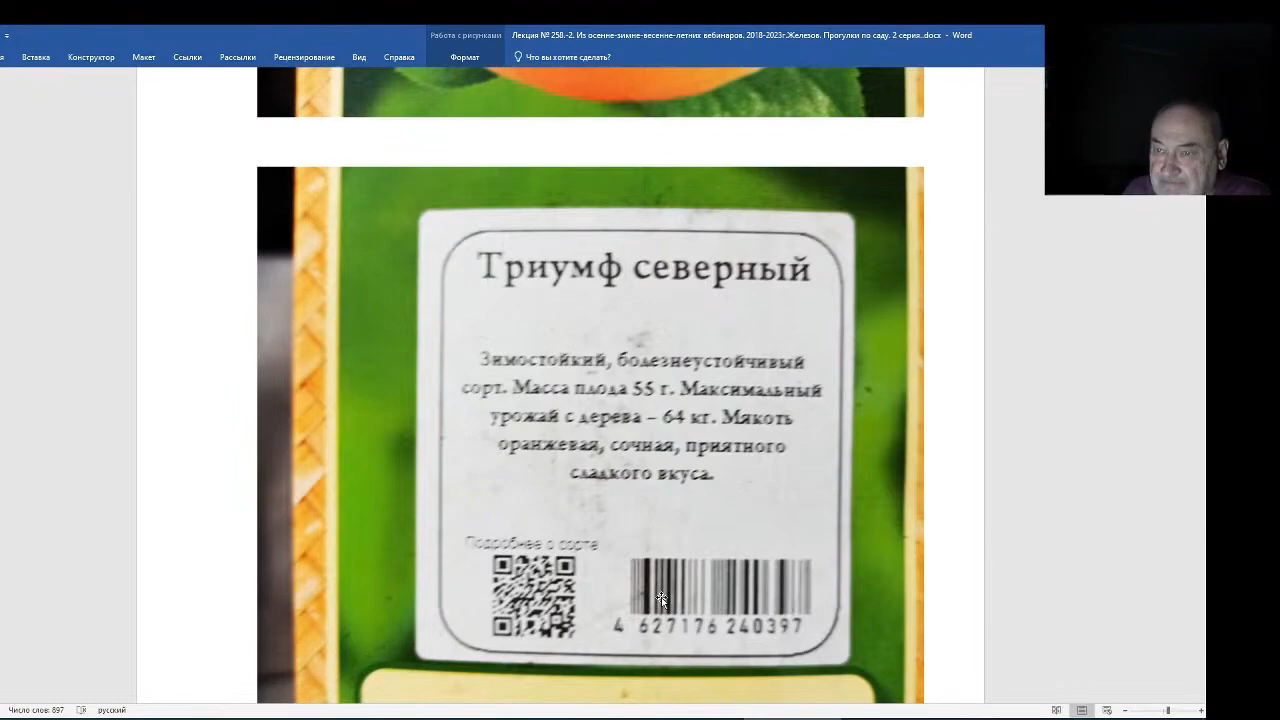 Работа с рисунками
Лекция № 258.-2. Из осенне-зимне-весенне-летних вебинаров. 2018-2023г.Железов. Прогулки по саду. 2 серия..docx - Word
я Вставка Конструктор Макет Ссылки Рассылки Рецензирование Вид Справка Формат Что вы хотите сделать?
Триумф северный
Зимостойкий, болезнеустойчивый
сорт. Масса плода 55 г. Максимальный
урожай с дерева – 64 кг. Мякоть
оранжевая, сочная, приятного
сладкого вкуса.
Подробнее о сорте
4 627176 240397
Число слов: 897 русский